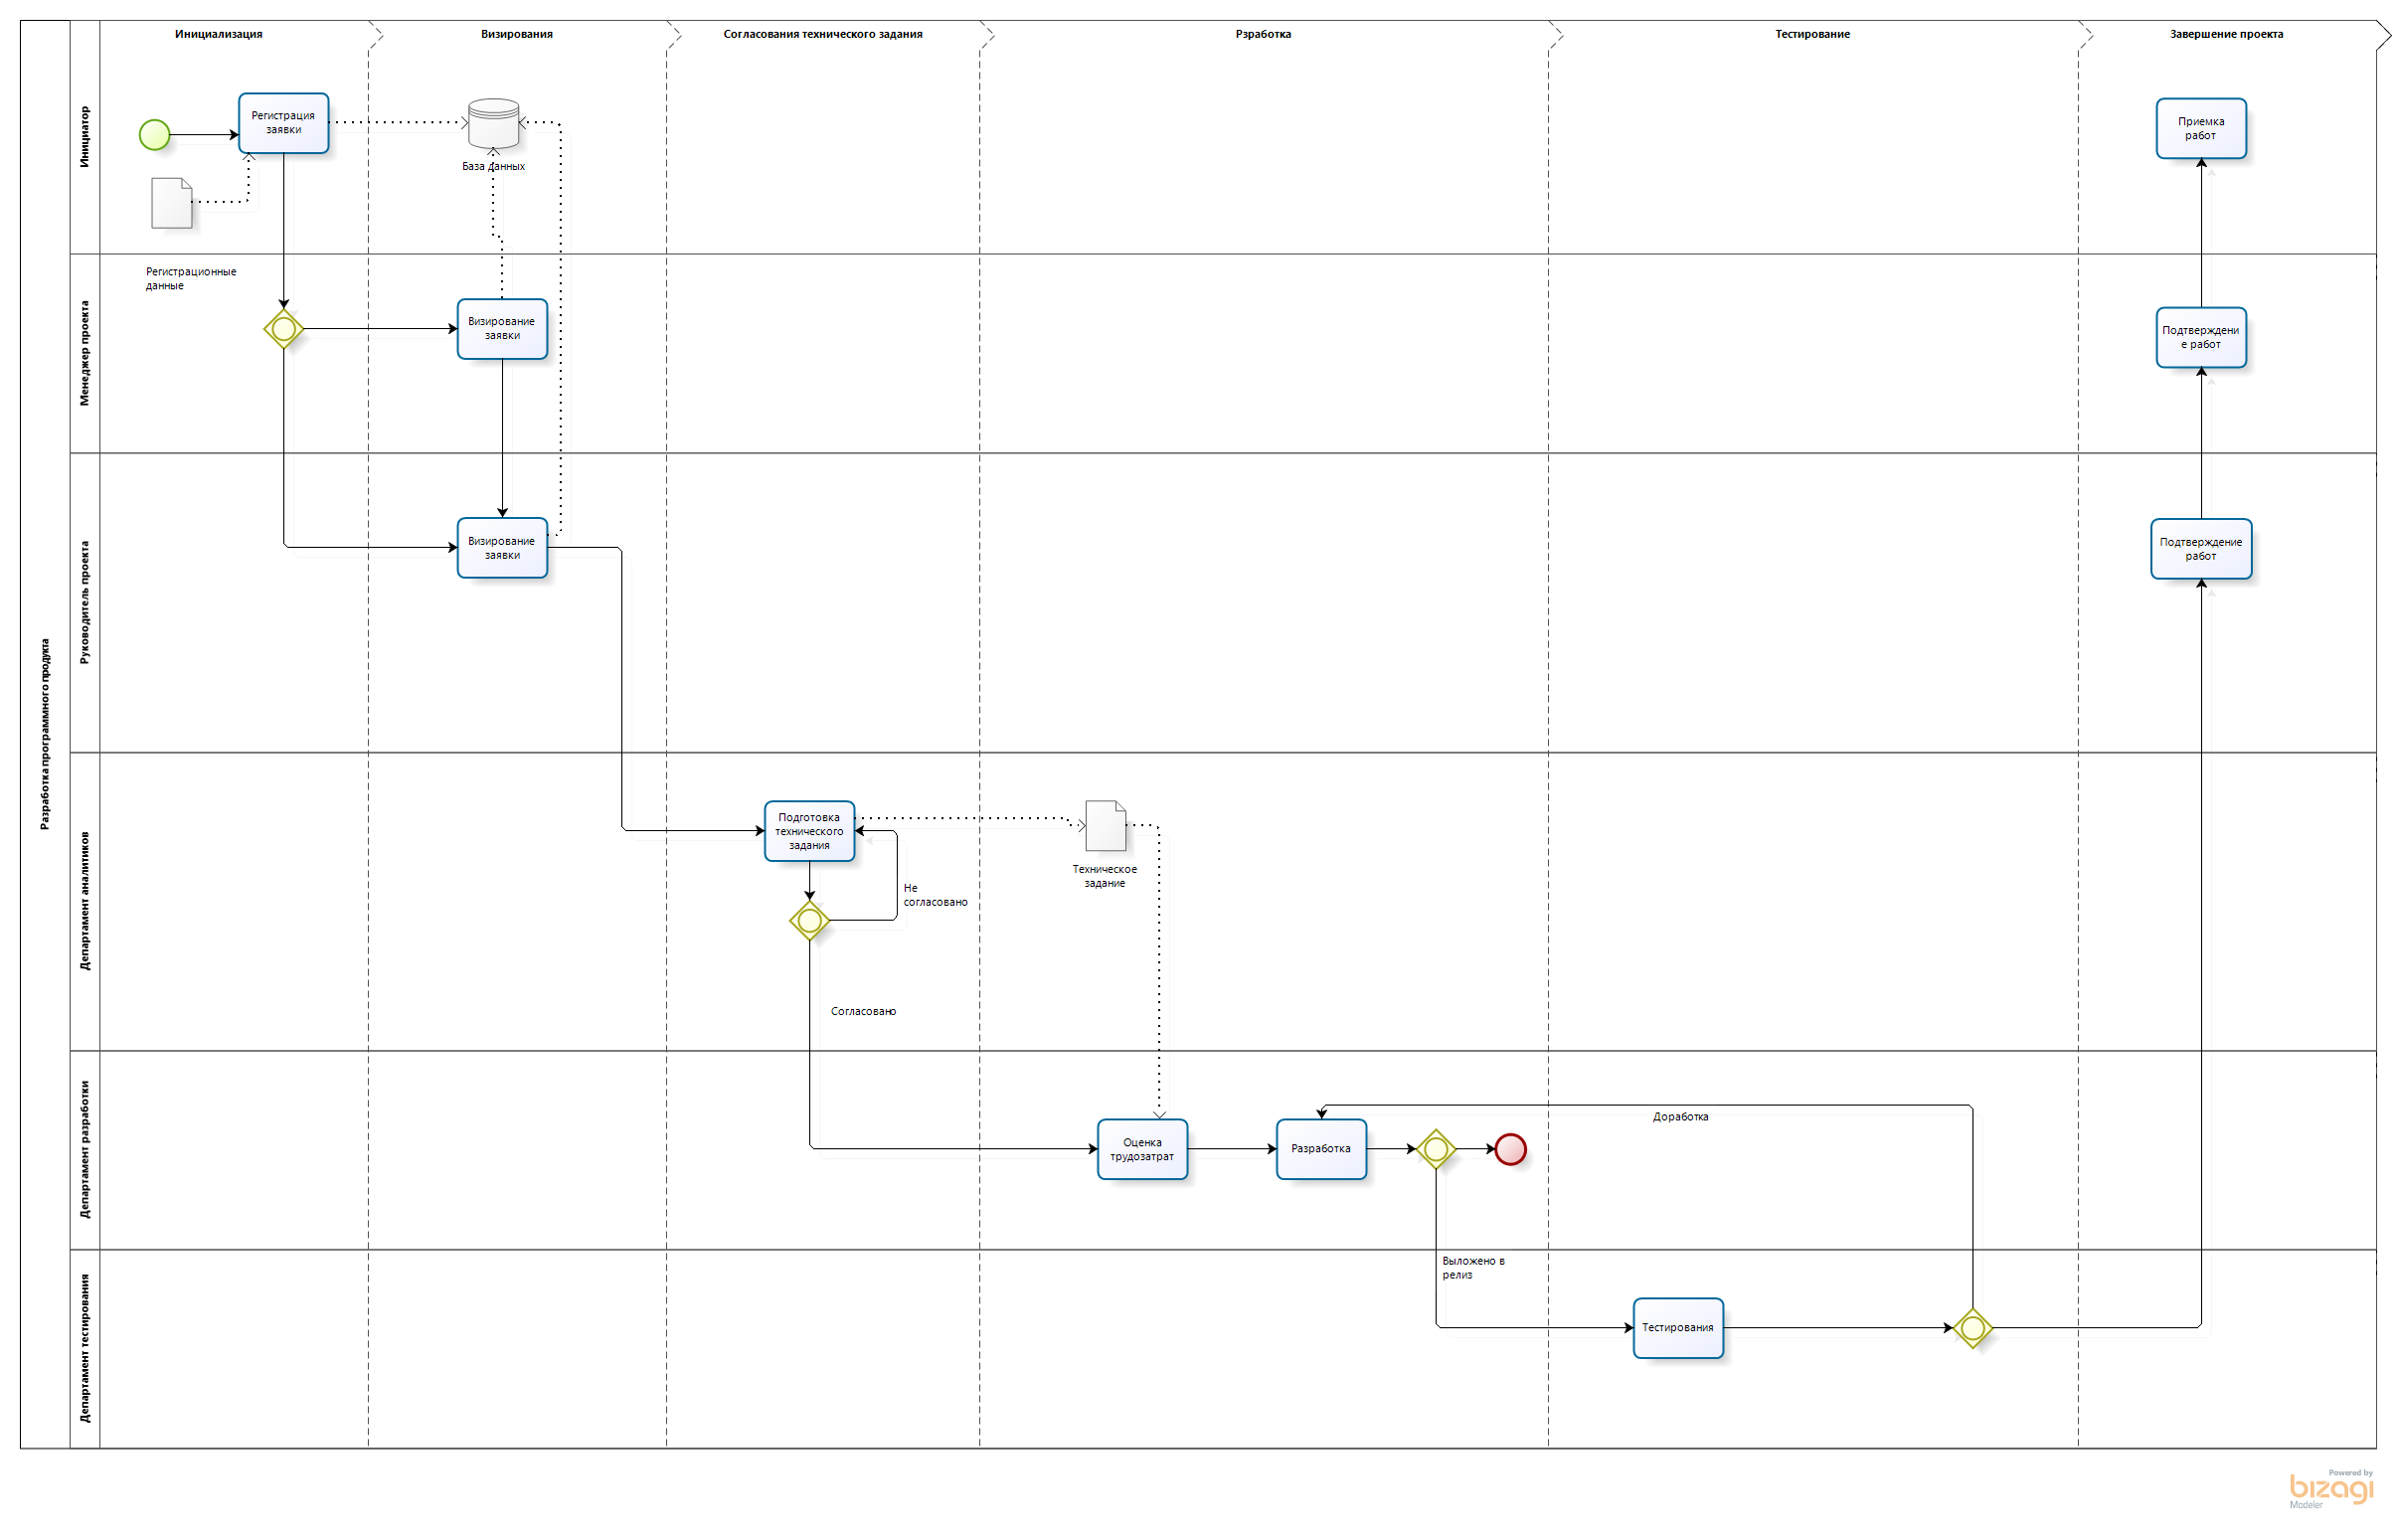 Инициализация
Визирования
Согласования технического задания
Рзработка
Тестирование
Завершение проекта
Разработка программного продукта
Инициатор
Регистрация
заявки
База данных
Приемка
работ
Менеджер проекта
Регистрационные
данные
Визирование
заявки
Подтверждени
е работ
Руководитель проекта
Визирование
заявки
Подтверждение
работ
Департамент аналитиков
Подготовка
технического
задания
Не
согласовано
Техническое
задание
Согласовано
Департамент разработки
Оценка
трудозатрат
Разработка
Доработка
Департамент тестирования
Выложено в
релиз
Тестирования
Powered by
bizagi
Modeler